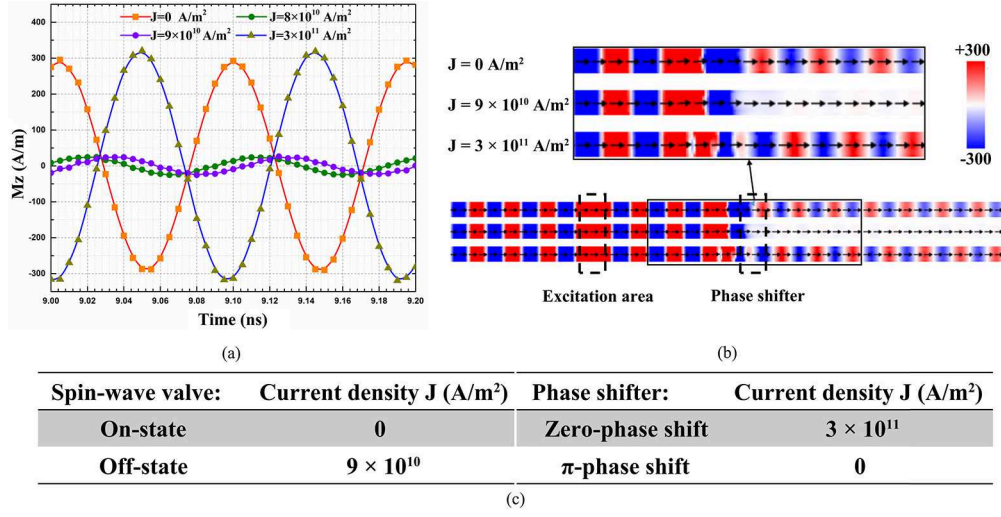 (a)
J=0 A/m²
J=8×10¹⁰
J=9×10¹⁰ A/m²
J=3×10¹¹ A/m²
Mz (A/m)
300
200
100
0
-100
-200
-300
9.00 9.02 9.04 9.06 9.08 9.10 9.12 9.14 9.16 9.18 9.20
Time (ns)
(a)
J = 0 A/m²
J = 9 × 10¹⁰ A/m²
J = 3 × 10¹¹ A/m²
+300
-300
Excitation area
Phase shifter
(b)
Spin-wave valve: Current density J (A/m²) Phase shifter: Current density J (A/m²)
On-state 0 Zero-phase shift 3 × 10¹¹
Off-state 9 × 10¹⁰ π-phase shift 0
(c)